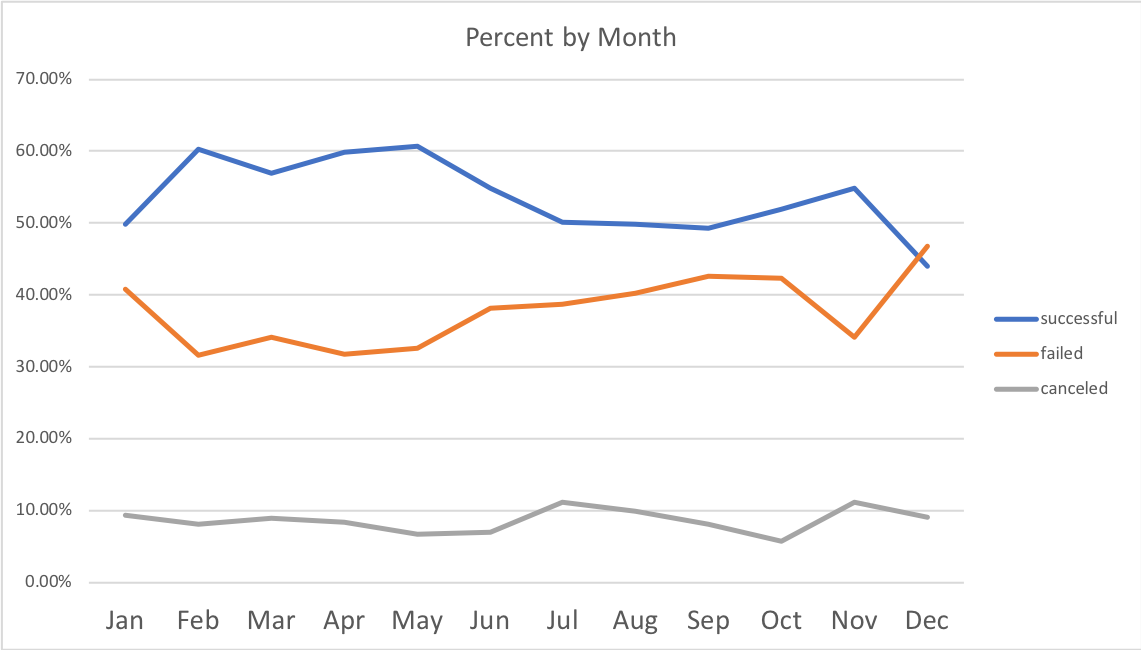 Percent by Month
70.00%
60.00%
50.00%
40.00%
30.00%
20.00%
10.00%
0.00%
Jan Feb Mar Apr May Jun Jul Aug Sep Oct Nov Dec
successful
failed
canceled